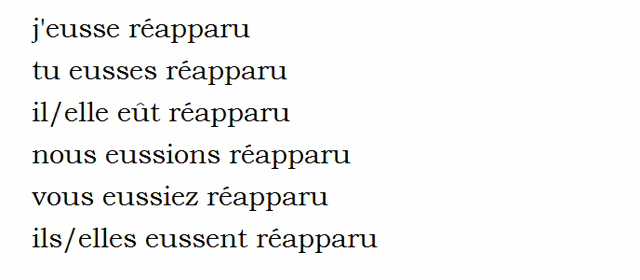 j'eusse réapparu
tu eusses réapparu
il/elle eût réapparu
nous eussions réapparu
vous eussiez réapparu
ils/elles eussent réapparu